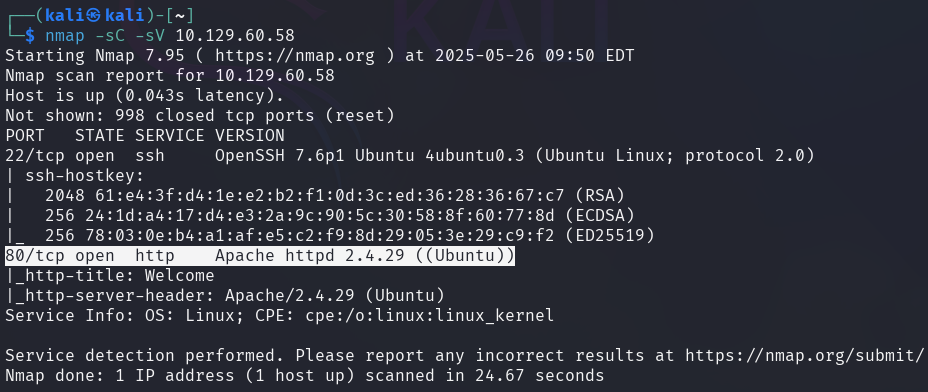 ┌──(kali㉿kali)-[~]
└─$ nmap -sC -sV 10.129.60.58
Starting Nmap 7.95 ( https://nmap.org ) at 2025-05-26 09:50 EDT
Nmap scan report for 10.129.60.58
Host is up (0.043s latency).
Not shown: 998 closed tcp ports (reset)
PORT   STATE SERVICE VERSION
22/tcp open  ssh     OpenSSH 7.6p1 Ubuntu 4ubuntu0.3 (Ubuntu Linux; protocol 2.0)
| ssh-hostkey:
|   2048 61:e4:3f:d4:1e:e2:b2:f1:0d:3c:ed:36:28:36:67:c7 (RSA)
|   256 24:1d:a4:17:d4:e3:2a:9c:90:5c:30:58:8f:60:77:8d (ECDSA)
|_  256 78:03:0e:b4:a1:af:e5:c2:f9:8d:29:05:3e:29:c9:f2 (ED25519)
80/tcp open  http    Apache httpd 2.4.29 ((Ubuntu))
|_http-title: Welcome
|_http-server-header: Apache/2.4.29 (Ubuntu)
Service Info: OS: Linux; CPE: cpe:/o:linux:linux_kernel

Service detection performed. Please report any incorrect results at https://nmap.org/submit/
Nmap done: 1 IP address (1 host up) scanned in 24.67 seconds